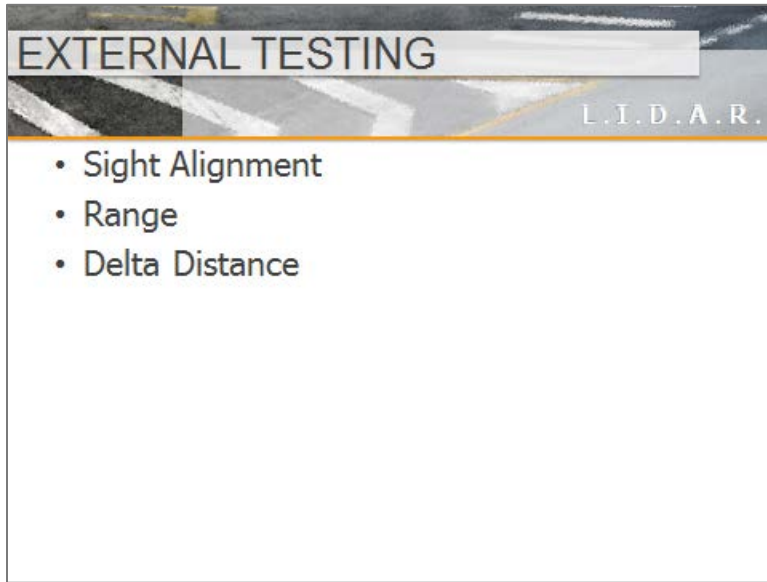 EXTERNAL TESTING
L.I.D.A.R.
• Sight Alignment
• Range
• Delta Distance